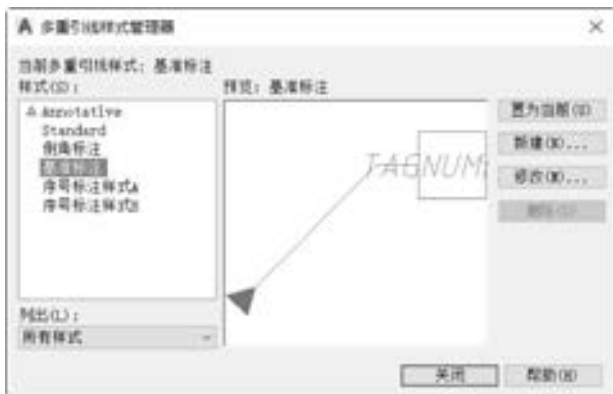 多重引线样式管理器
当前多重引线样式：基准标注
样式(S)：
预览：基准标注
Annotative
Standard
倒角标注
基准标注
序号标注样式A
序号标注样式B
TAGNUM
置为当前(U)
新建(N)...
修改(M)...
删除(D)
列出(L)：
所有样式
关闭
帮助(H)